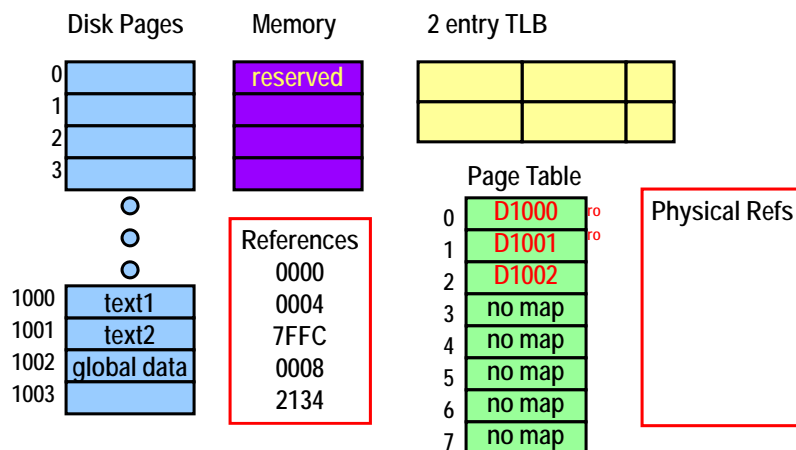 Disk Pages
Memory
2 entry TLB
0
1
2
3
reserved
1000 text1
1001 text2
1002 global data
1003
References
0000
0004
7FFC
0008
2134
Page Table
0 D1000 ro
1 D1001 ro
2 D1002
3 no map
4 no map
5 no map
6 no map
7 no map
Physical Refs